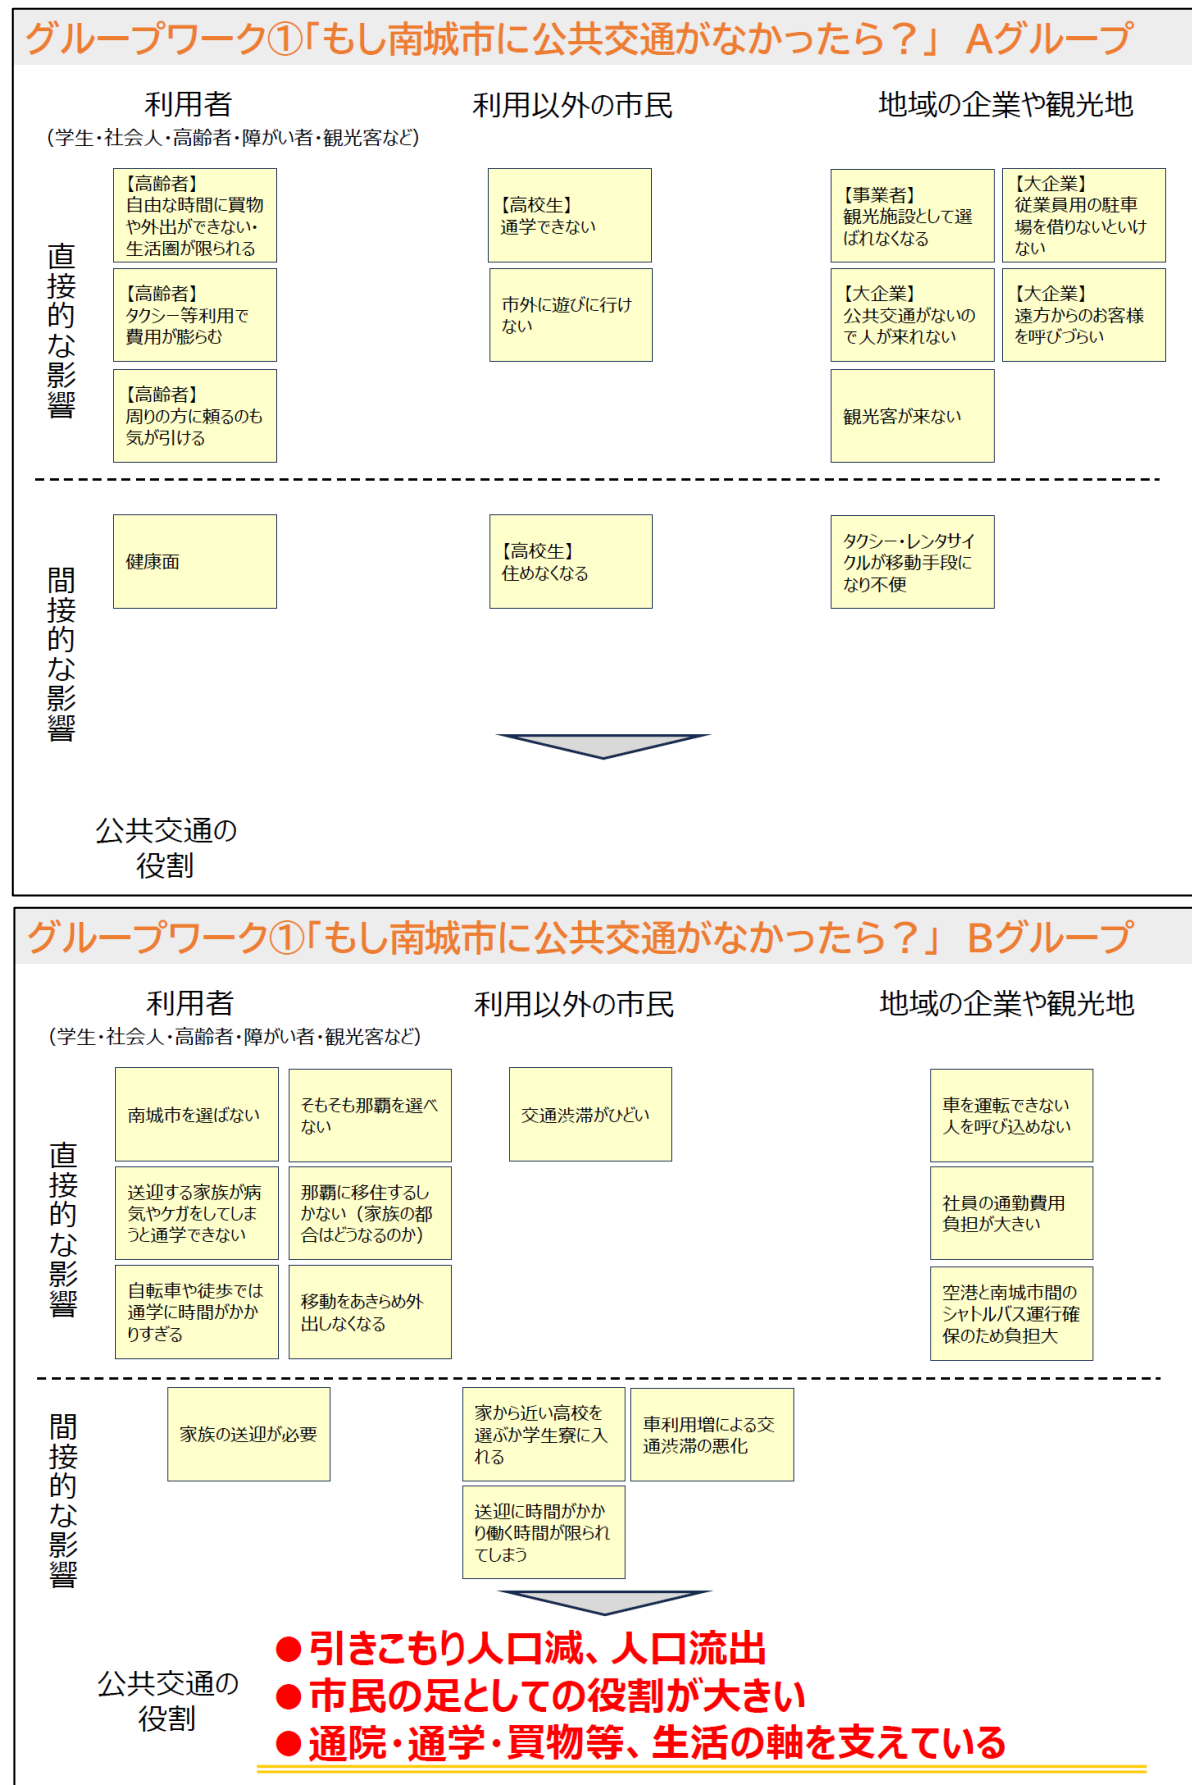 グループワーク①「もし南城市に公共交通がなかったら？」 Aグループ
利用者
（学生・社会人・高齢者・障がい者・観光客など）
利用以外の市民
地域の企業や観光地
直接的な影響
【高齢者】
自由な時間に買物
や外出ができない・
生活圏が限られる
【高齢者】
タクシー等利用で
費用が膨らむ
【高齢者】
周りの方に頼るのも
気が引ける
【高校生】
通学できない
市外に遊びに行け
ない
【事業者】
観光施設として選
ばれなくなる
【大企業】
従業員用の駐車
場を借りないといけ
ない
【大企業】
公共交通がないの
で人が来れない
【大企業】
遠方からのお客様
を呼びづらい
観光客が来ない
間接的な影響
健康面
【高校生】
住めなくなる
タクシー・レンタサイ
クルが移動手段に
なり不便
公共交通の
役割
グループワーク①「もし南城市に公共交通がなかったら？」 Bグループ
利用者
（学生・社会人・高齢者・障がい者・観光客など）
利用以外の市民
地域の企業や観光地
直接的な影響
南城市を選ばない
そもそも那覇を選べ
ない
送迎する家族が病
気やケガをしてしま
うと通学できない
那覇に移住するし
かない（家族の都
合はどうなるのか）
自転車や徒歩では
通学に時間がかか
りすぎる
移動をあきらめ外
出しなくなる
交通渋滞がひどい
車を運転できない
人を呼び込めない
社員の通勤費用
負担が大きい
空港と南城市間の
シャトルバス運行確
保のため負担大
間接的な影響
家族の送迎が必要
家から近い高校を
選ぶか学生寮に入
れる
車利用増による交
通渋滞の悪化
送迎に時間がかか
り働く時間が限られ
てしまう
公共交通の
役割
●引きこもり人口減、人口流出
●市民の足としての役割が大きい
●通院・通学・買物等、生活の軸を支えている